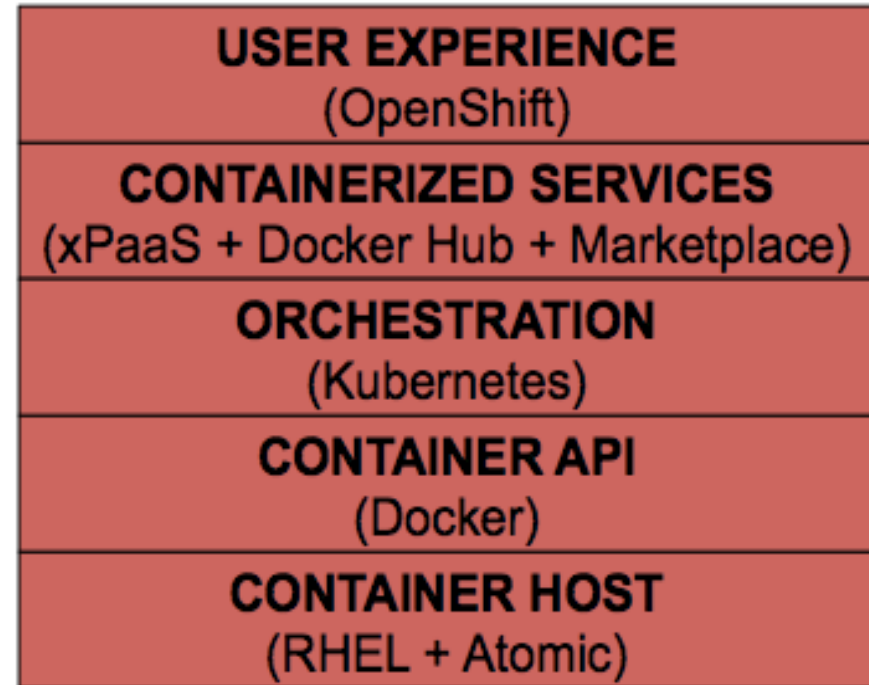 USER EXPERIENCE
(OpenShift)
CONTAINERIZED SERVICES
(xPaaS + Docker Hub + Marketplace)
ORCHESTRATION
(Kubernetes)
CONTAINER API
(Docker)
CONTAINER HOST
(RHEL + Atomic)